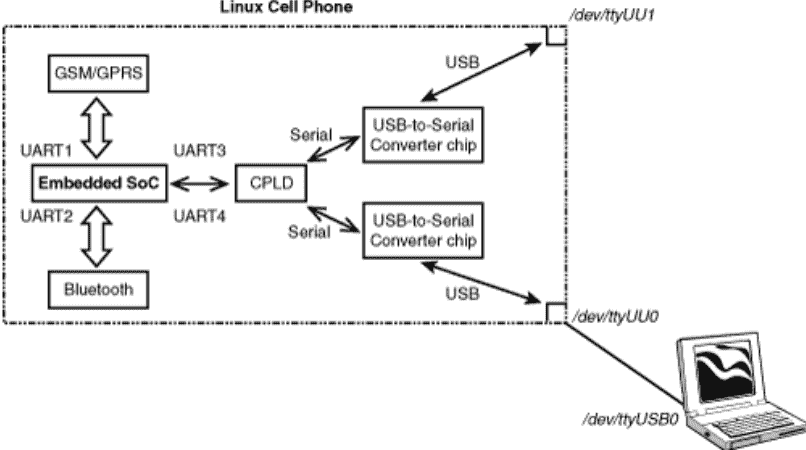 Linux Cell Phone
/dev/ttyUU1
GSM/GPRS
USB
USB-to-Serial
Converter chip
Serial
UART1
UART3
Embedded SoC
CPLD
UART2
UART4
USB-to-Serial
Converter chip
Serial
Bluetooth
USB
/dev/ttyUU0
/dev/ttyUSB0